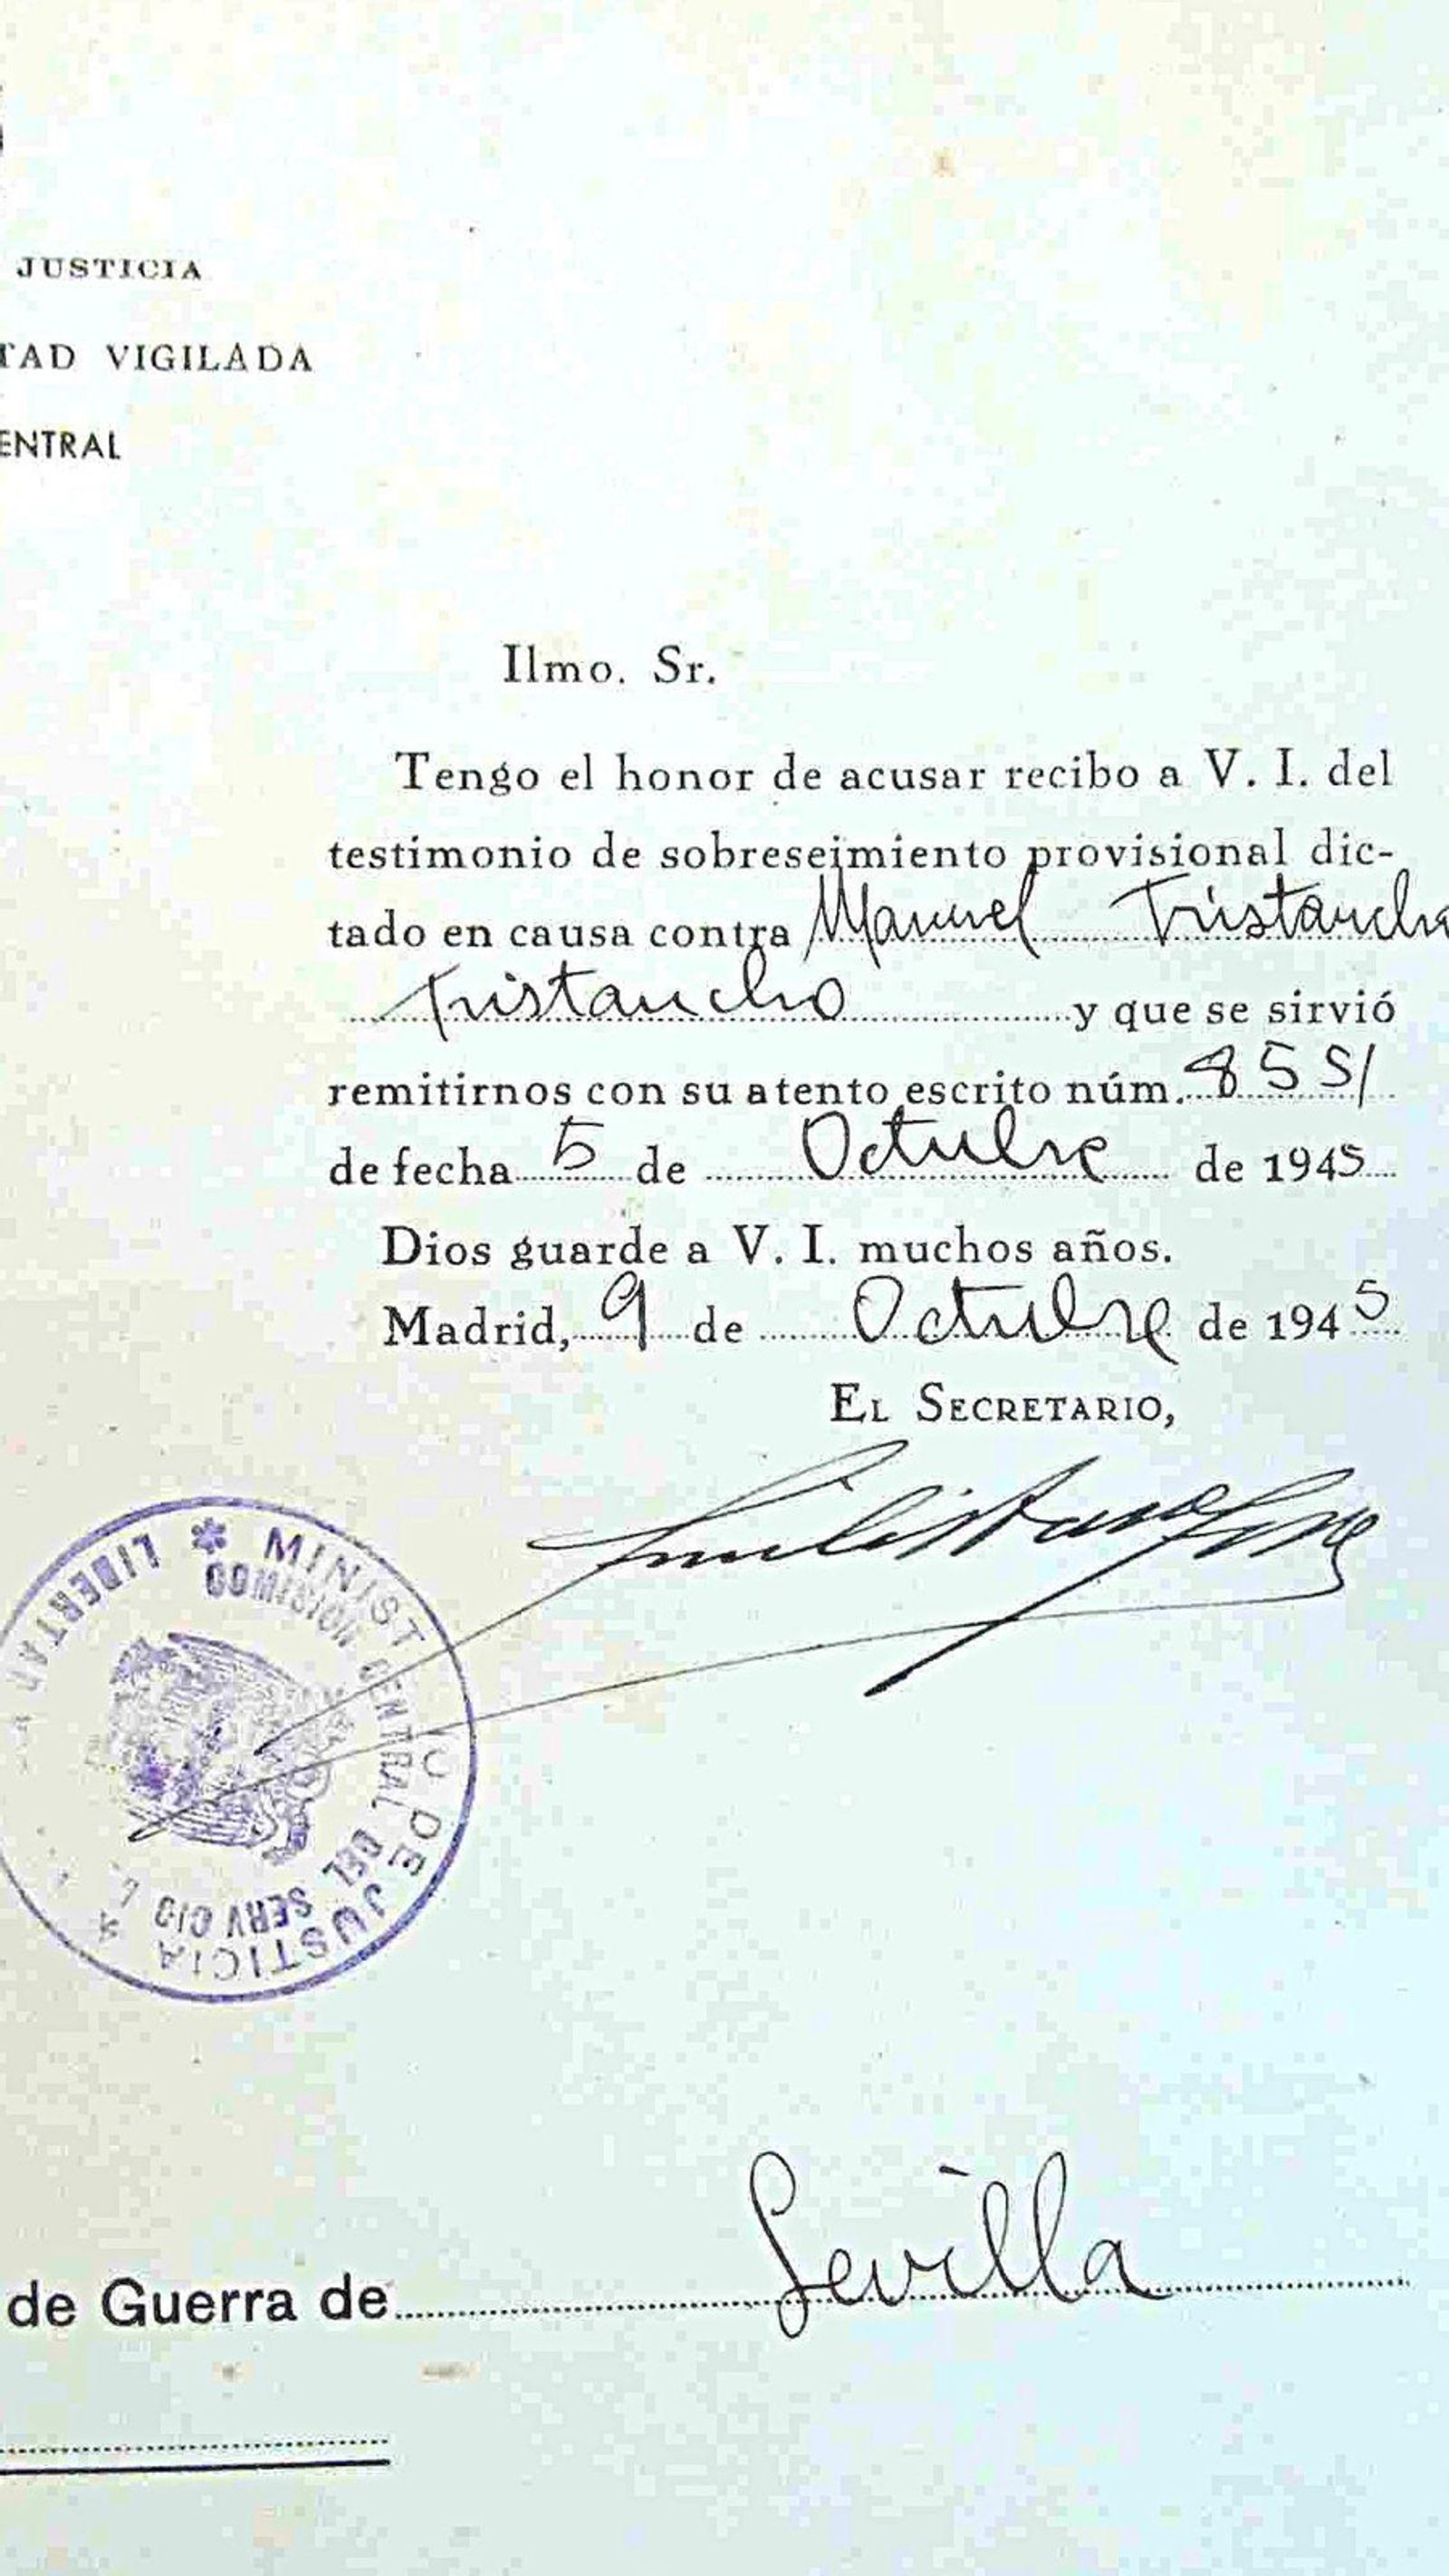 JUSTICIA
TAD VIGILADA
ENTRAL
Ilmo. Sr.
Tengo el honor de acusar recibo a V. I. del
testimonio de sobreseimiento provisional dic-
tado en causa contra Manuel Tristancho
Tristancho y que se sirvió
remitirnos con su atento escrito núm.
de fecha 5 de Octubre de 1945
Dios guarde a V. I. muchos años.
Madrid, 9 de Octubre de 1945
EL SECRETARIO,
MINIST DE JUSTICIA
COMISION CENTRAL DEL SERVICIO
LIBERTAD
de Guerra de Sevilla